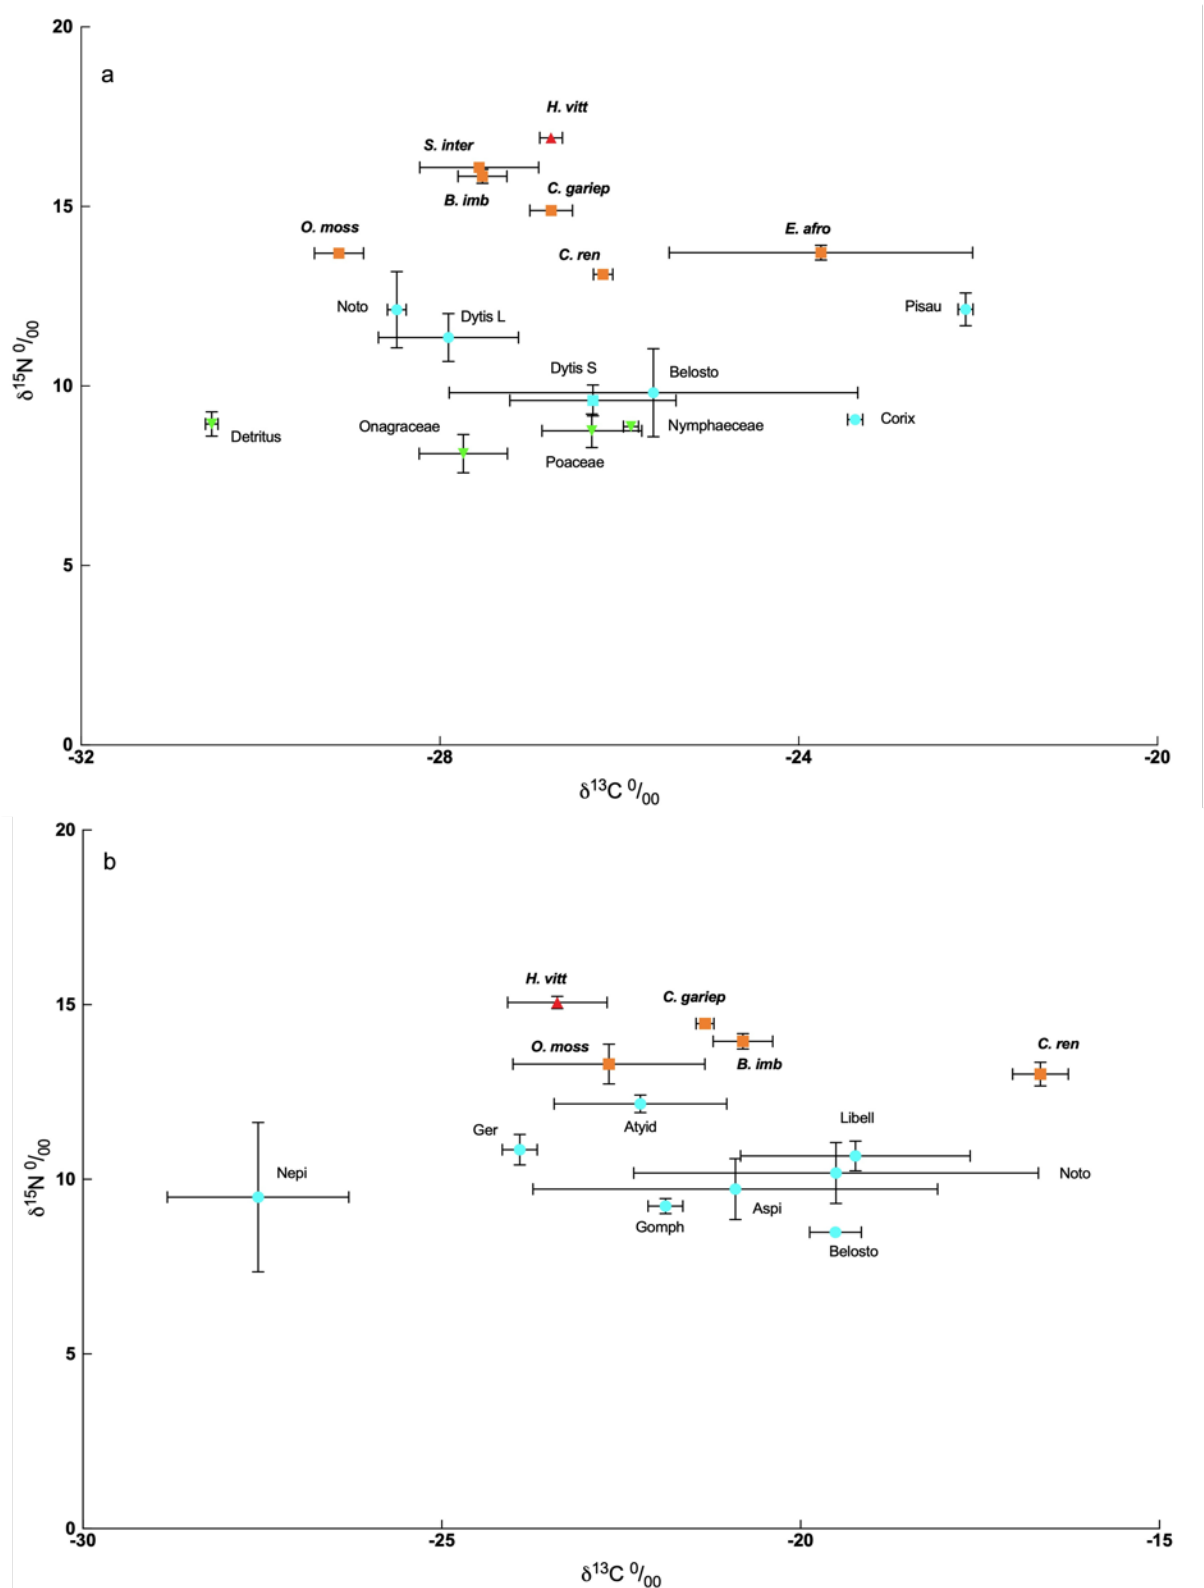 20
a
H. vitt
S. inter
B. imb
C. gariep
15
O. moss
E. afro
C. ren
Noto
Pisau
Dytis L
Dytis S
Belosto
10
Corix
Detritus
Onagraceae
Nymphaeceae
Poaceae
5
0
δ15N 0/00
-32
-28
-24
-20
δ13C 0/00
20
b
H. vitt
C. gariep
15
O. moss
B. imb
C. ren
Libell
Atyid
Ger
Nepi
Noto
10
Aspi
Gomph
Belosto
5
0
δ15N 0/00
-30
-25
-20
-15
δ13C 0/00